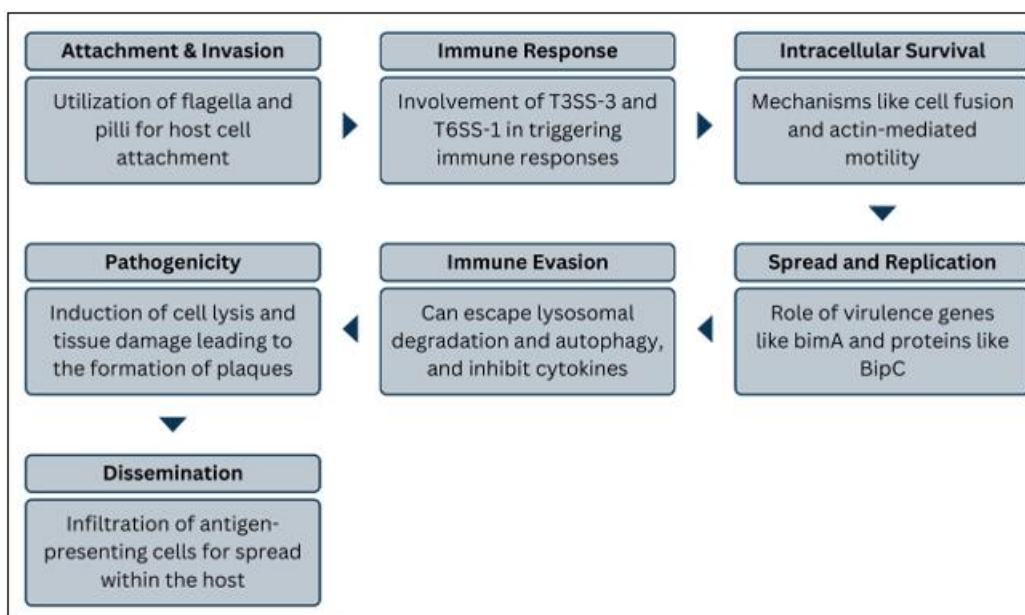 Attachment & Invasion
Utilization of flagella and
pilli for host cell
attachment
Immune Response
Involvement of T3SS-3 and
T6SS-1 in triggering
immune responses
Intracellular Survival
Mechanisms like cell fusion
and actin-mediated
motility
Spread and Replication
Role of virulence genes
like bimA and proteins like
BipC
Immune Evasion
Can escape lysosomal
degradation and autophagy,
and inhibit cytokines
Pathogenicity
Induction of cell lysis and
tissue damage leading to
the formation of plaques
Dissemination
Infiltration of antigen-
presenting cells for spread
within the host